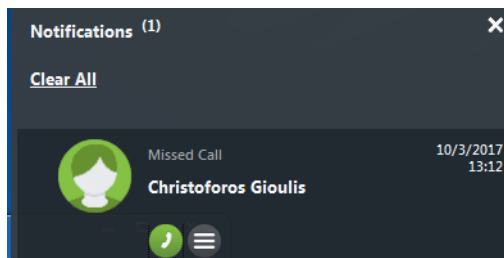 Notifications (1)
Clear All
Missed Call
10/3/2017
Christoforos Gioulis
13:12